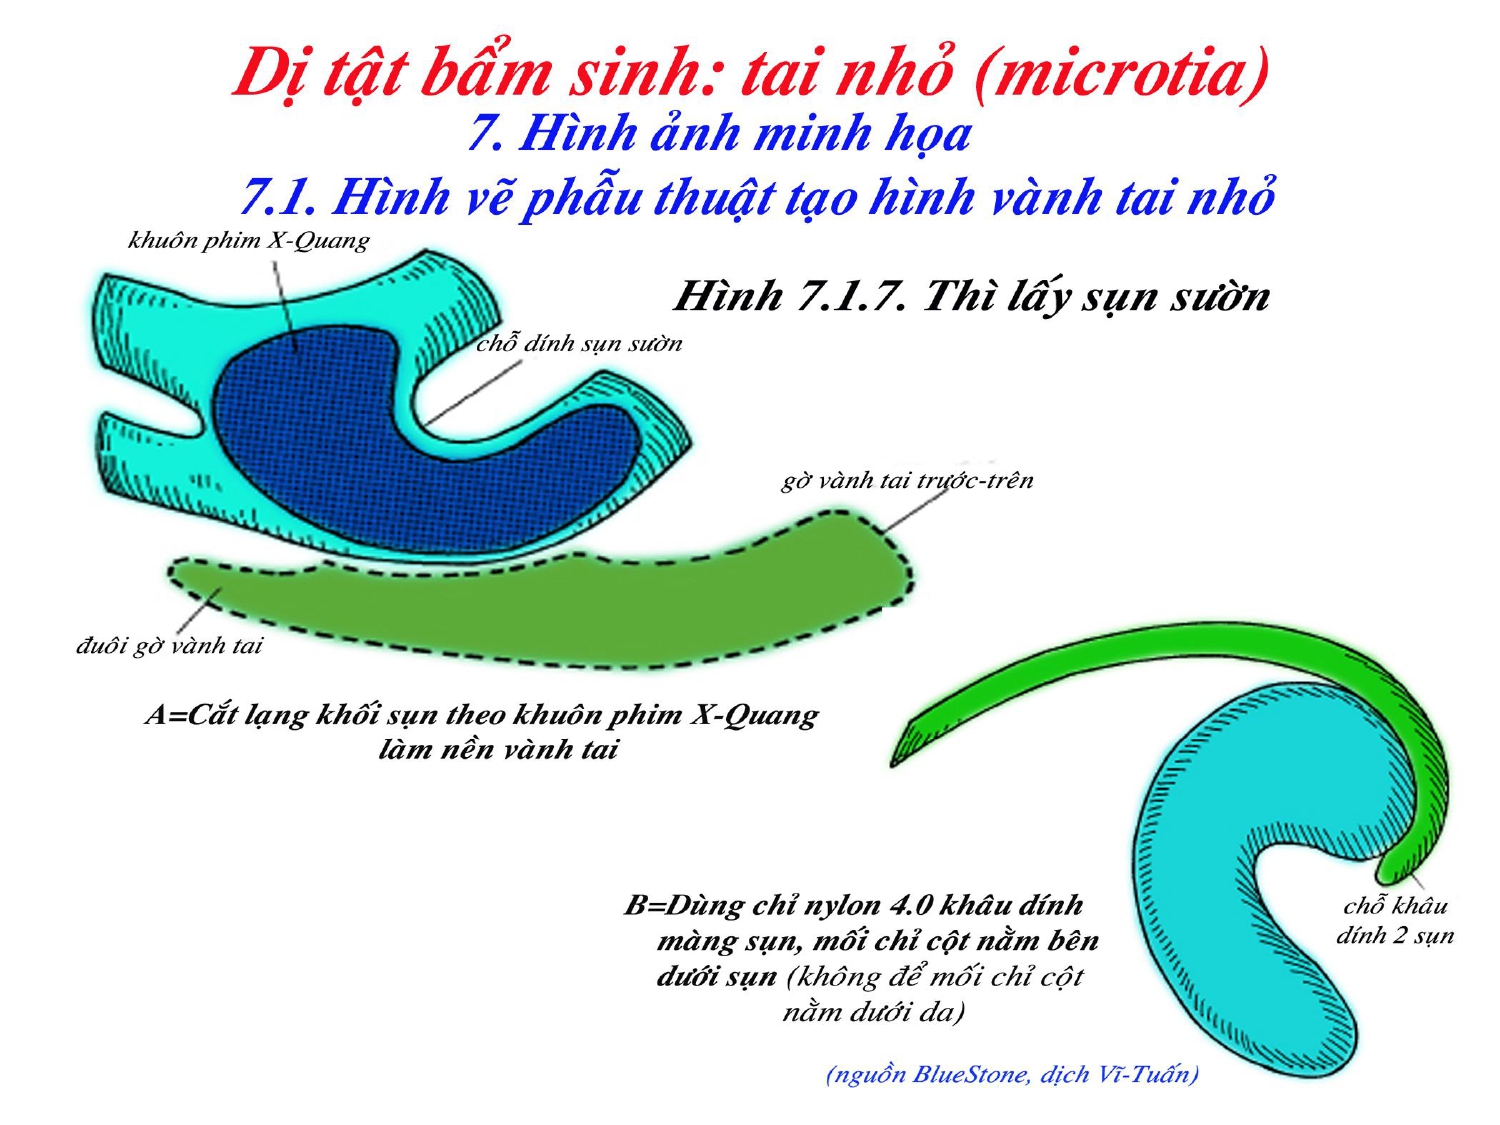 Dị tật bẩm sinh: tai nhỏ (microtia)
7. Hình ảnh minh họa
7.1. Hình vẽ phẫu thuật tạo hình vành tai nhỏ
khuôn phim X-Quang
Hình 7.1.7. Thì lấy sụn sườn
chỗ dính sụn sườn
gờ vành tai trước-trên
đuôi gờ vành tai
A=Cắt lạng khối sụn theo khuôn phim X-Quang
làm nền vành tai
B=Dùng chỉ nylon 4.0 khâu dính
màng sụn, mối chỉ cột nằm bên
dưới sụn (không để mối chỉ cột
nằm dưới da)
chỗ khâu
dính 2 sụn
(nguồn BlueStone, dịch Vĩ-Tuấn)